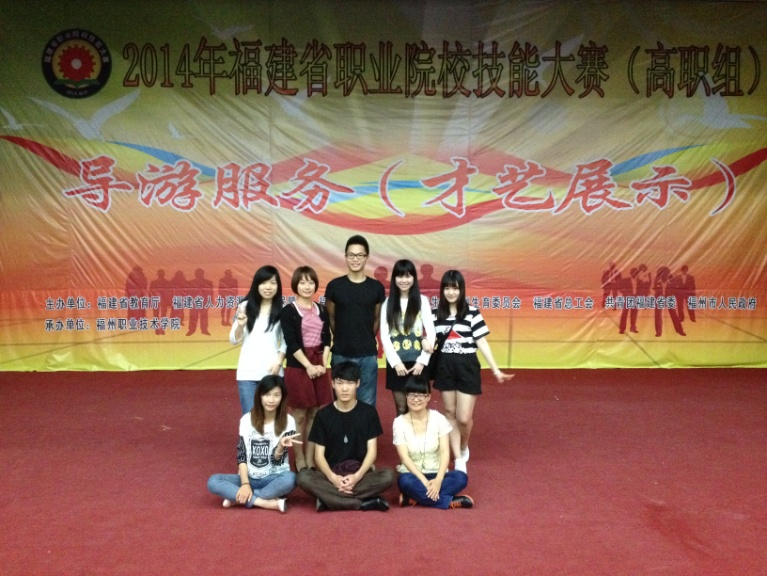 2014年福建省职业院校技能大赛（高职组）
导游服务（才艺展示）
主办单位：福建省教育厅 福建省人力资源 生育委员会 福建省总工会 共青团福建省委 福州市人民政府
承办单位：福州职业技术学院
XOXO